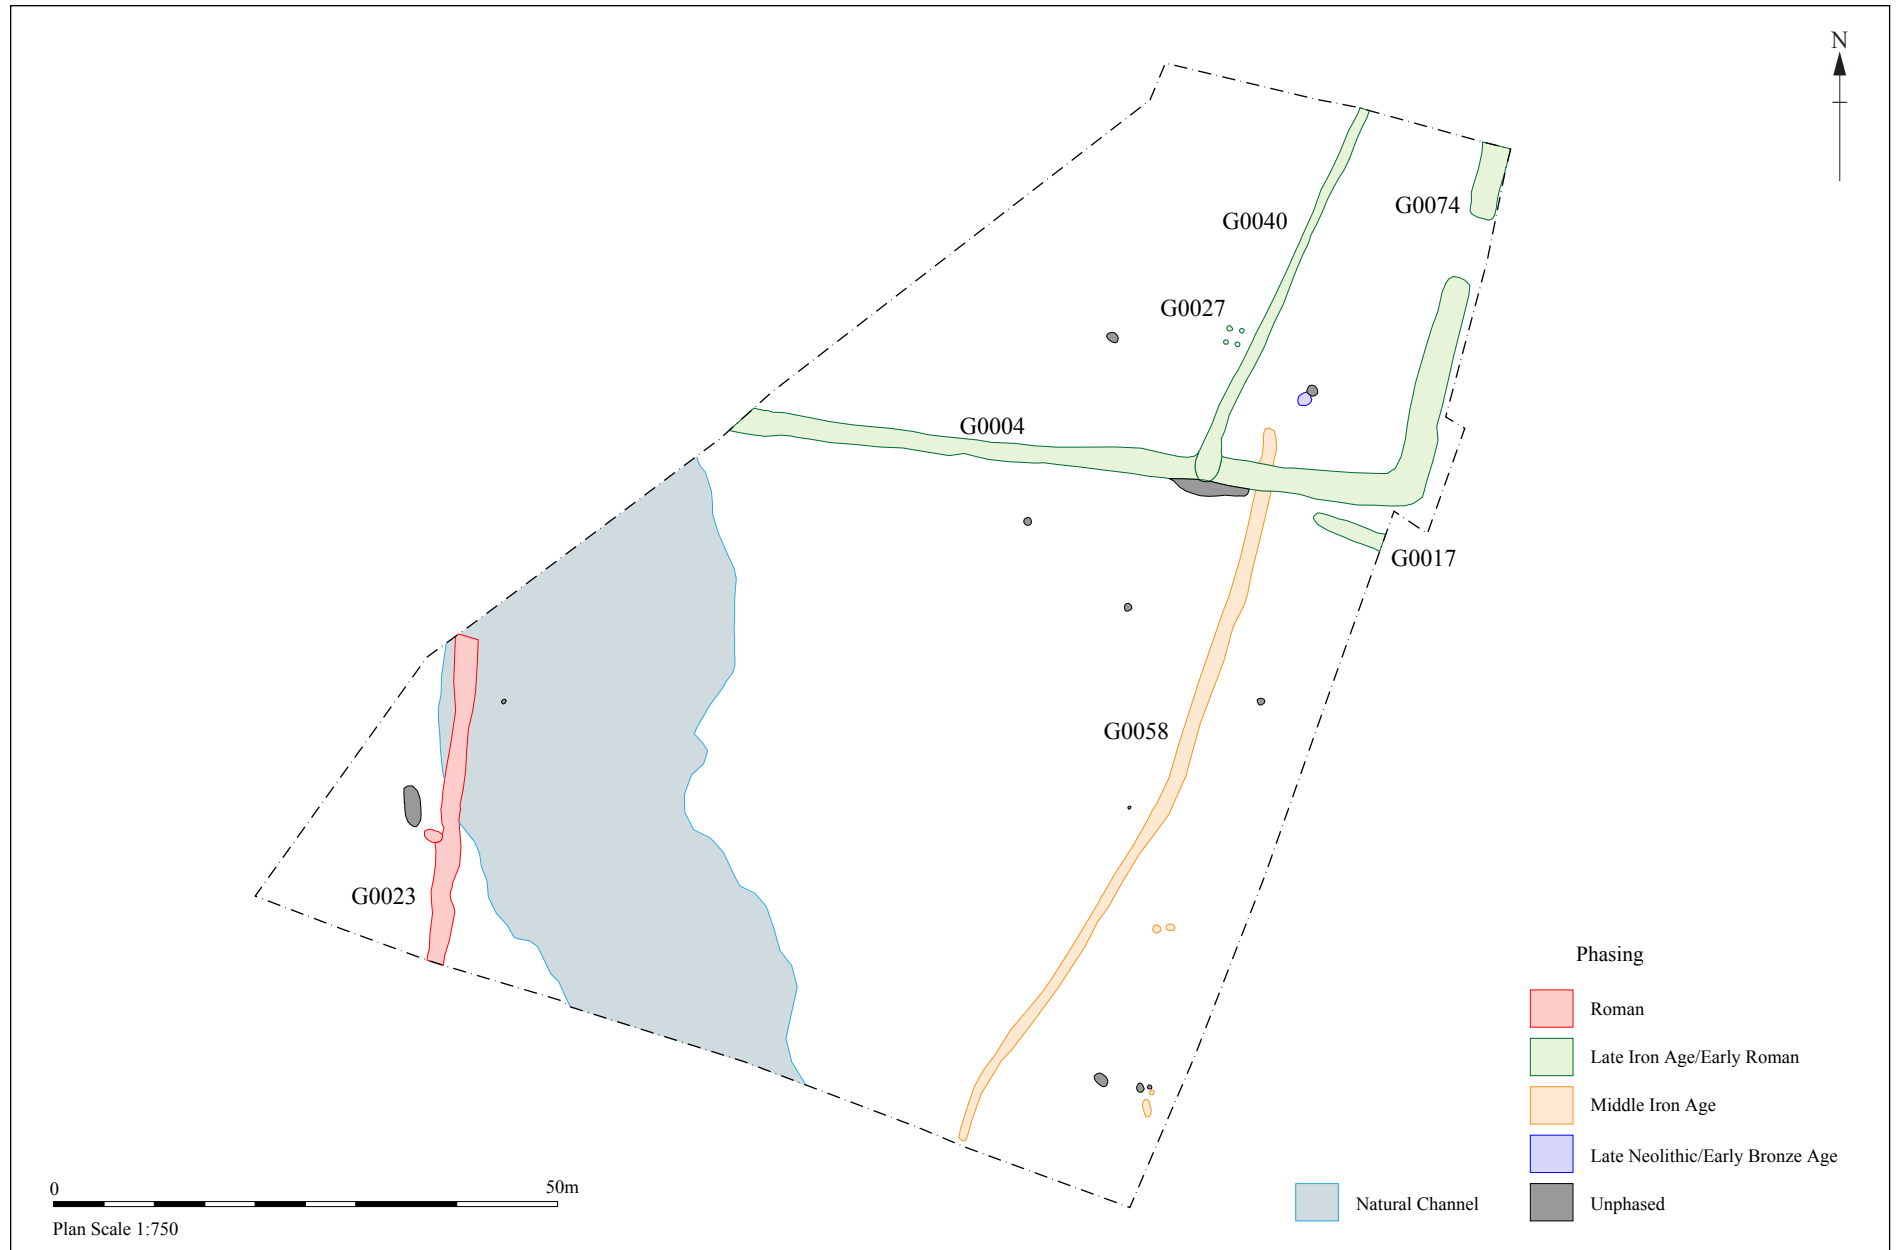 N
G0074
G0040
G0027
G0004
G0017
G0058
G0023
Phasing
Roman
Late Iron Age/Early Roman
Middle Iron Age
Late Neolithic/Early Bronze Age
Natural Channel
Unphased
0 50m
Plan Scale 1:750